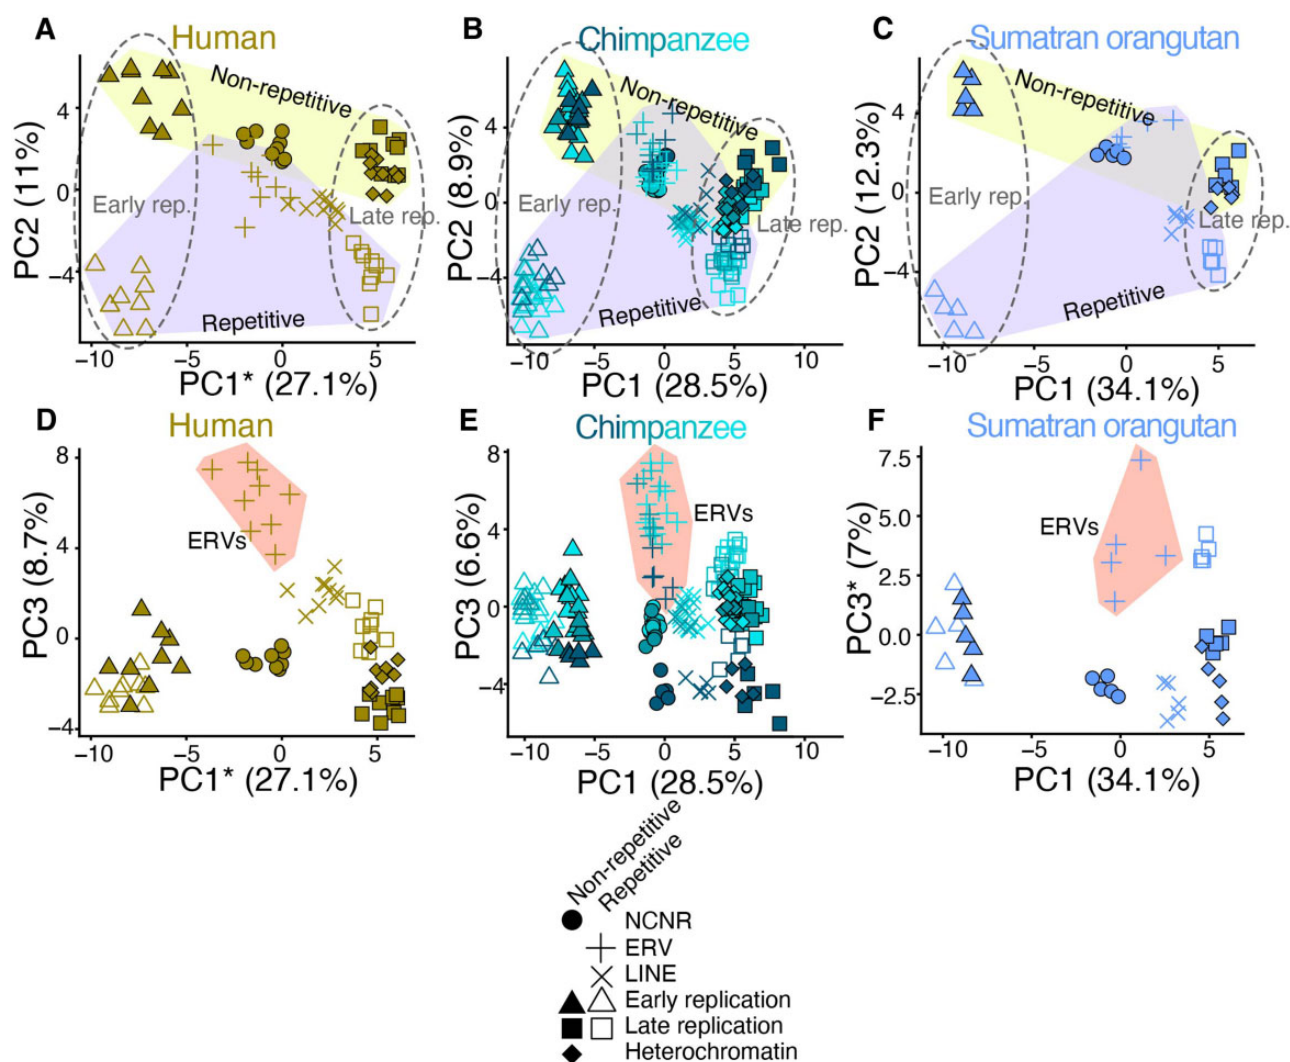 A
Human
Non-repetitive
Early rep.
Late rep.
Repetitive
PC2 (11%)
4
0
−4
−10
−5
0
5
PC1* (27.1%)
B
Chimpanzee
Non-repetitive
Early rep.
Late rep.
Repetitive
PC2 (8.9%)
4
0
−4
−10
−5
0
5
10
PC1 (28.5%)
C
Sumatran orangutan
Non-repetitive
Early rep.
Late rep.
Repetitive
PC2 (12.3%)
4
0
−4
−10
−5
0
5
PC1 (34.1%)
D
Human
ERVs
PC3 (8.7%)
8
4
0
−4
−10
−5
0
5
PC1* (27.1%)
E
Chimpanzee
ERVs
PC3 (6.6%)
8
4
0
−4
−10
−5
0
5
10
PC1 (28.5%)
F
Sumatran orangutan
ERVs
PC3* (7%)
7.5
5.0
2.5
0.0
−2.5
−10
−5
0
5
PC1 (34.1%)
Non-repetitive
Repetitive
NCNR
ERV
LINE
Early replication
Late replication
Heterochromatin